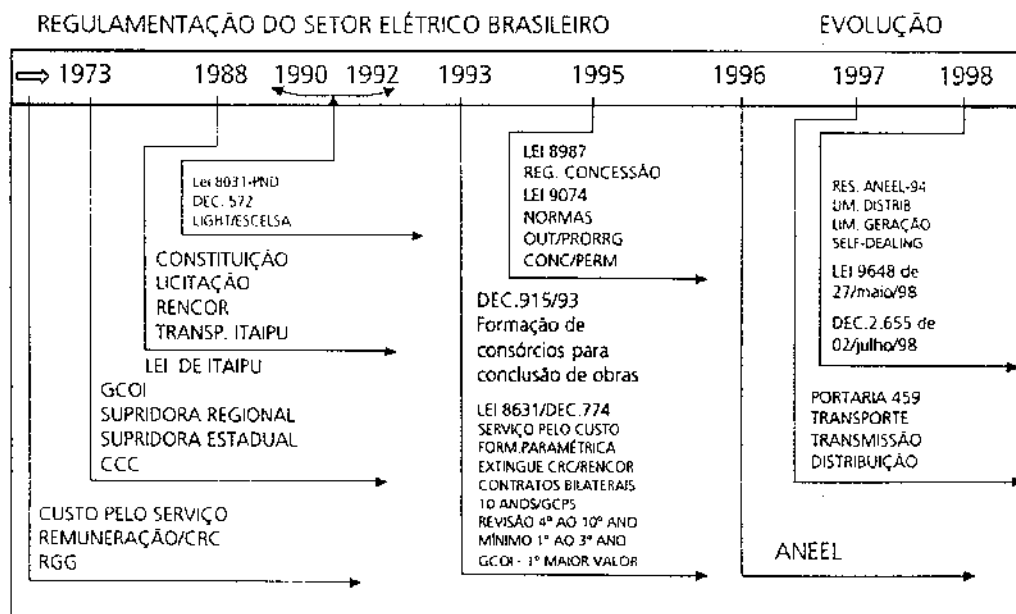 REGULAMENTAÇÃO DO SETOR ELÉTRICO BRASILEIRO
EVOLUÇÃO
1973
1988
1990
1992
1993
1995
1996
1997
1998
Lei 8031-PND
DEC. 572
LIGHT/ESCELSA
CONSTITUIÇÃO
LICITAÇÃO
RENCOR
TRANSP. ITAIPU
LEI DE ITAIPU
GCOI
SUPRIDORA REGIONAL
SUPRIDORA ESTADUAL
CCC
CUSTO PELO SERVIÇO
REMUNERAÇÃO/CRC
RGG
LEI 8987
REG. CONCESSÃO
LEI 9074
NORMAS
OUT/PRORRG
CONC/PERM
DEC.915/93
Formação de
consórcios para
conclusão de obras
LEI 8631/DEC.774
SERVIÇO PELO CUSTO
FORM.PARAMÉTRICA
EXTINGUE CRC/RENCOR
CONTRATOS BILATERAIS
10 ANOS/GCPS
REVISÃO 4º AO 10º ANO
MÍNIMO 1º AO 3º ANO
GCOI - 1º MAIOR VALOR
RES. ANEEL-94
LIM. DISTRIB
LIM. GERAÇÃO
SELF-DEALING
LEI 9648 de
27/maio/98
DEC.2.655 de
02/julho/98
PORTARIA 459
TRANSPORTE
TRANSMISSÃO
DISTRIBUIÇÃO
ANEEL